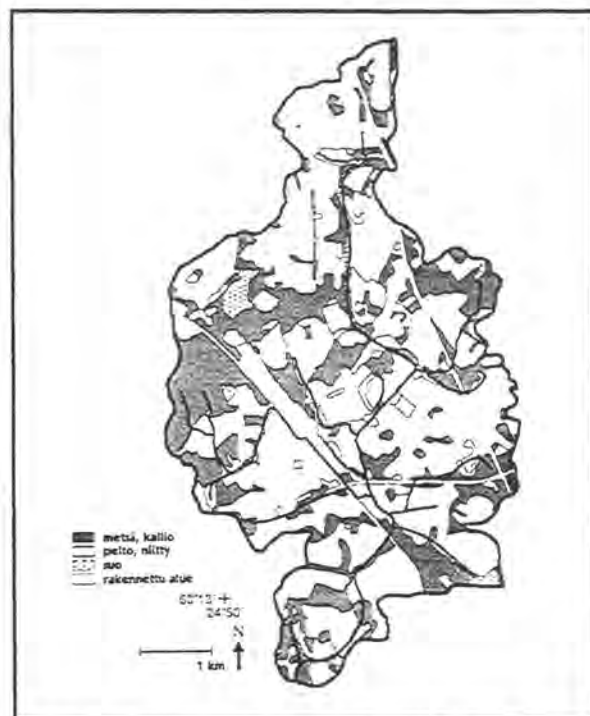 metsä, kallio
pelto, niitty
suo
rakennettu alue
60°13'
24°50'
N
1 km